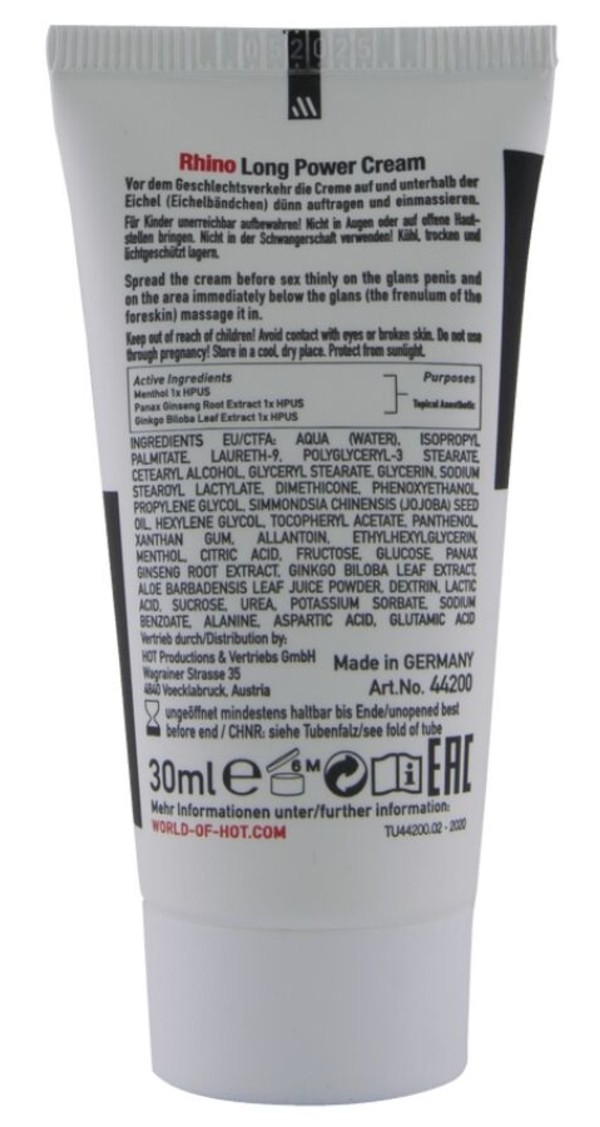 052025
Rhino Long Power Cream
Vor dem Geschlechtsverkehr die Creme auf und unterhalb der
Eichel (Eichelbändchen) dünn auftragen und einmassieren.
Für Kinder unerreichbar aufbewahren! Nicht in Augen oder auf offene Haut-
stellen bringen. Nicht in der Schwangerschaft verwenden! Kühl, trocken und
lichtgeschützt lagern.
Spread the cream before sex thinly on the glans penis and
on the area immediately below the glans (the frenulum of the
foreskin) massage it in.
Keep out of reach of children! Avoid contact with eyes or broken skin. Do not use
through pregnancy! Store in a cool, dry place. Protect from sunlight.
Active Ingredients Purposes
Menthol 1x HPUS
Panax Ginseng Root Extract 1x HPUS Topical Anesthetic
Ginkgo Biloba Leaf Extract 1x HPUS
INGREDIENTS EU/CTFA: AQUA (WATER), ISOPROPYL
PALMITATE, LAURETH-9, POLYGLYCERYL-3 STEARATE,
CETEARYL ALCOHOL, GLYCERYL STEARATE, GLYCERIN, SODIUM
STEAROYL LACTYLATE, DIMETHICONE, PHENOXYETHANOL,
PROPYLENE GLYCOL, SIMMONDSIA CHINENSIS (JOJOBA) SEED
OIL, HEXYLENE GLYCOL, TOCOPHERYL ACETATE, PANTHENOL,
XANTHAN GUM, ALLANTOIN, ETHYLHEXYLGLYCERIN,
MENTHOL, CITRIC ACID, FRUCTOSE, GLUCOSE, PANAX
GINSENG ROOT EXTRACT, GINKGO BILOBA LEAF EXTRACT,
ALOE BARBADENSIS LEAF JUICE POWDER, DEXTRIN, LACTIC
ACID, SUCROSE, UREA, POTASSIUM SORBATE, SODIUM
BENZOATE, ALANINE, ASPARTIC ACID, GLUTAMIC ACID
Vertrieb durch/Distribution by:
HOT Productions & Vertriebs GmbH
Wagrainer Strasse 35
4840 Voecklabruck, Austria
Made in GERMANY
Art.No. 44200
ungeöffnet mindestens haltbar bis Ende/unopened best
before end / CHNR: siehe Tubenfalz/see fold of tube
30ml e 6 M i EAC
Mehr Informationen unter/further information:
WORLD-OF-HOT.COM TU44200.02 - 2020